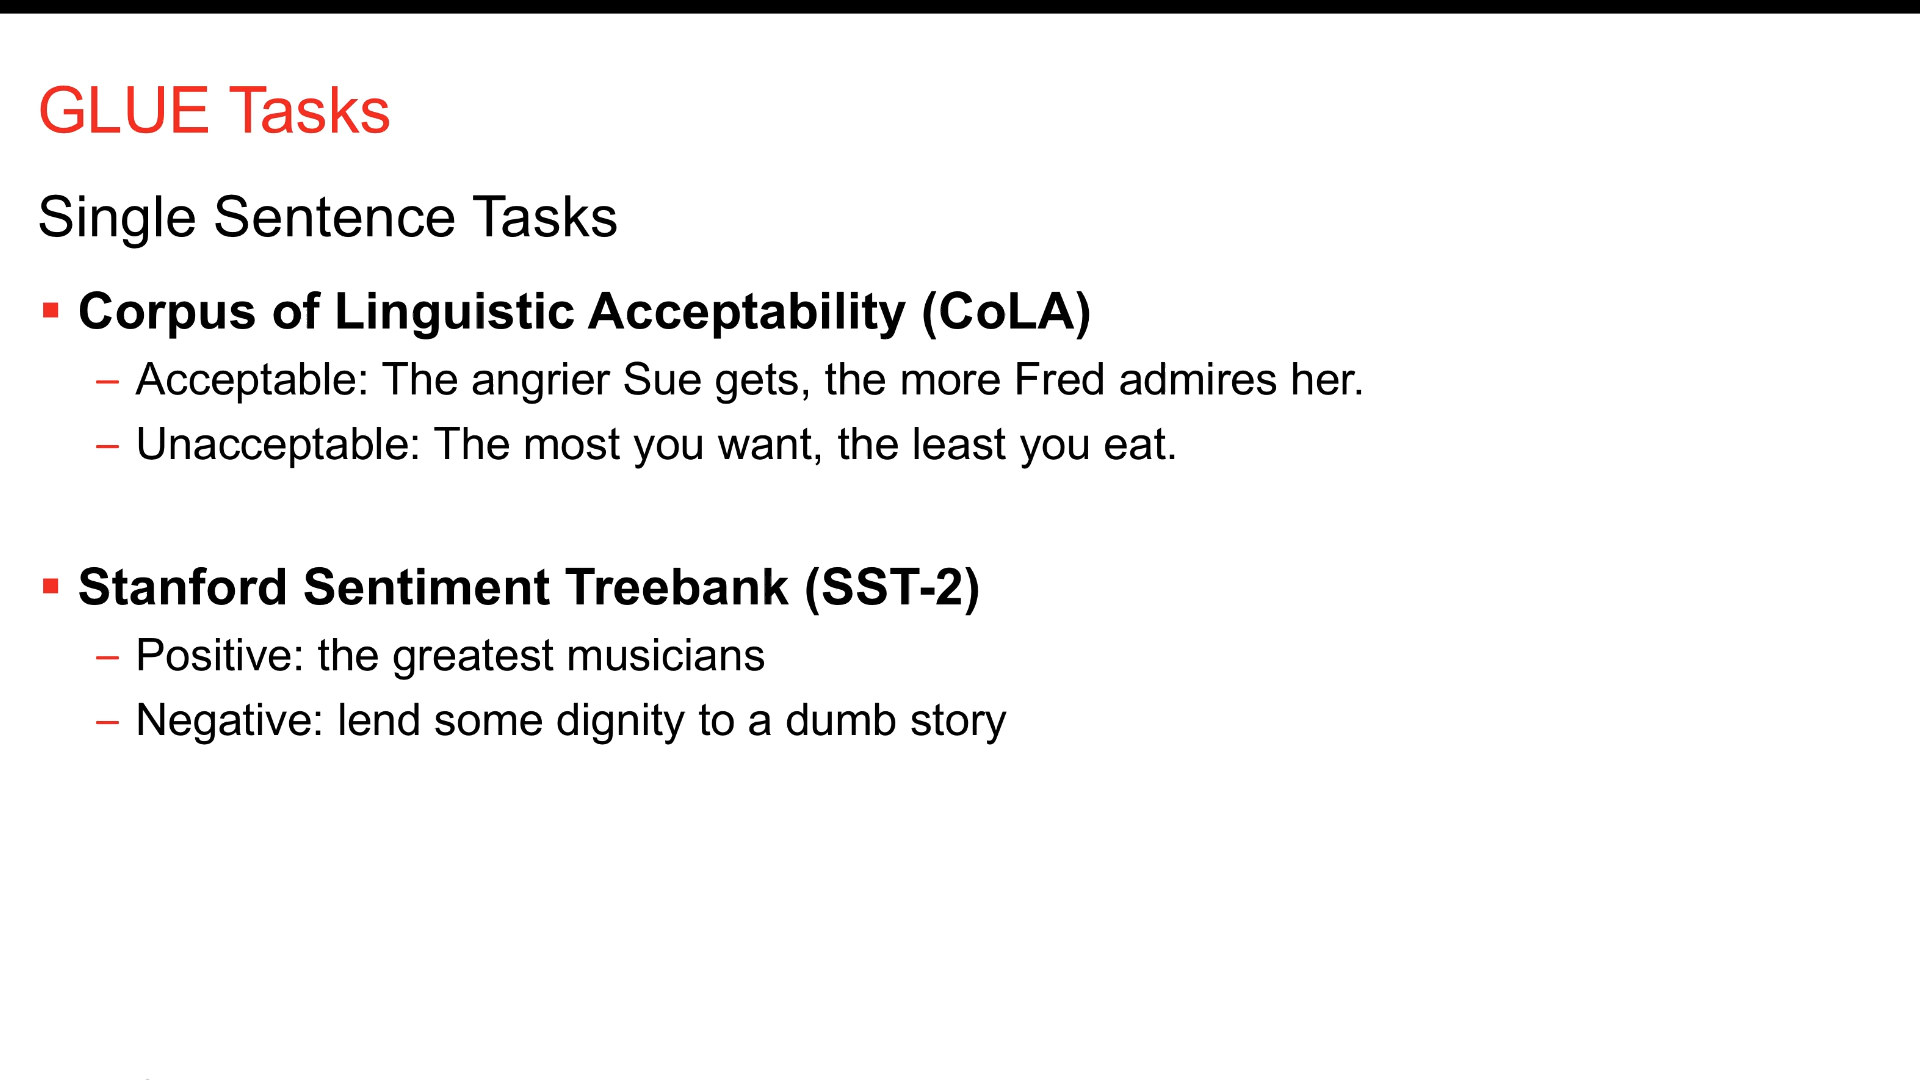 GLUE Tasks
Single Sentence Tasks
▪ Corpus of Linguistic Acceptability (CoLA)
– Acceptable: The angrier Sue gets, the more Fred admires her.
– Unacceptable: The most you want, the least you eat.
▪ Stanford Sentiment Treebank (SST-2)
– Positive: the greatest musicians
– Negative: lend some dignity to a dumb story